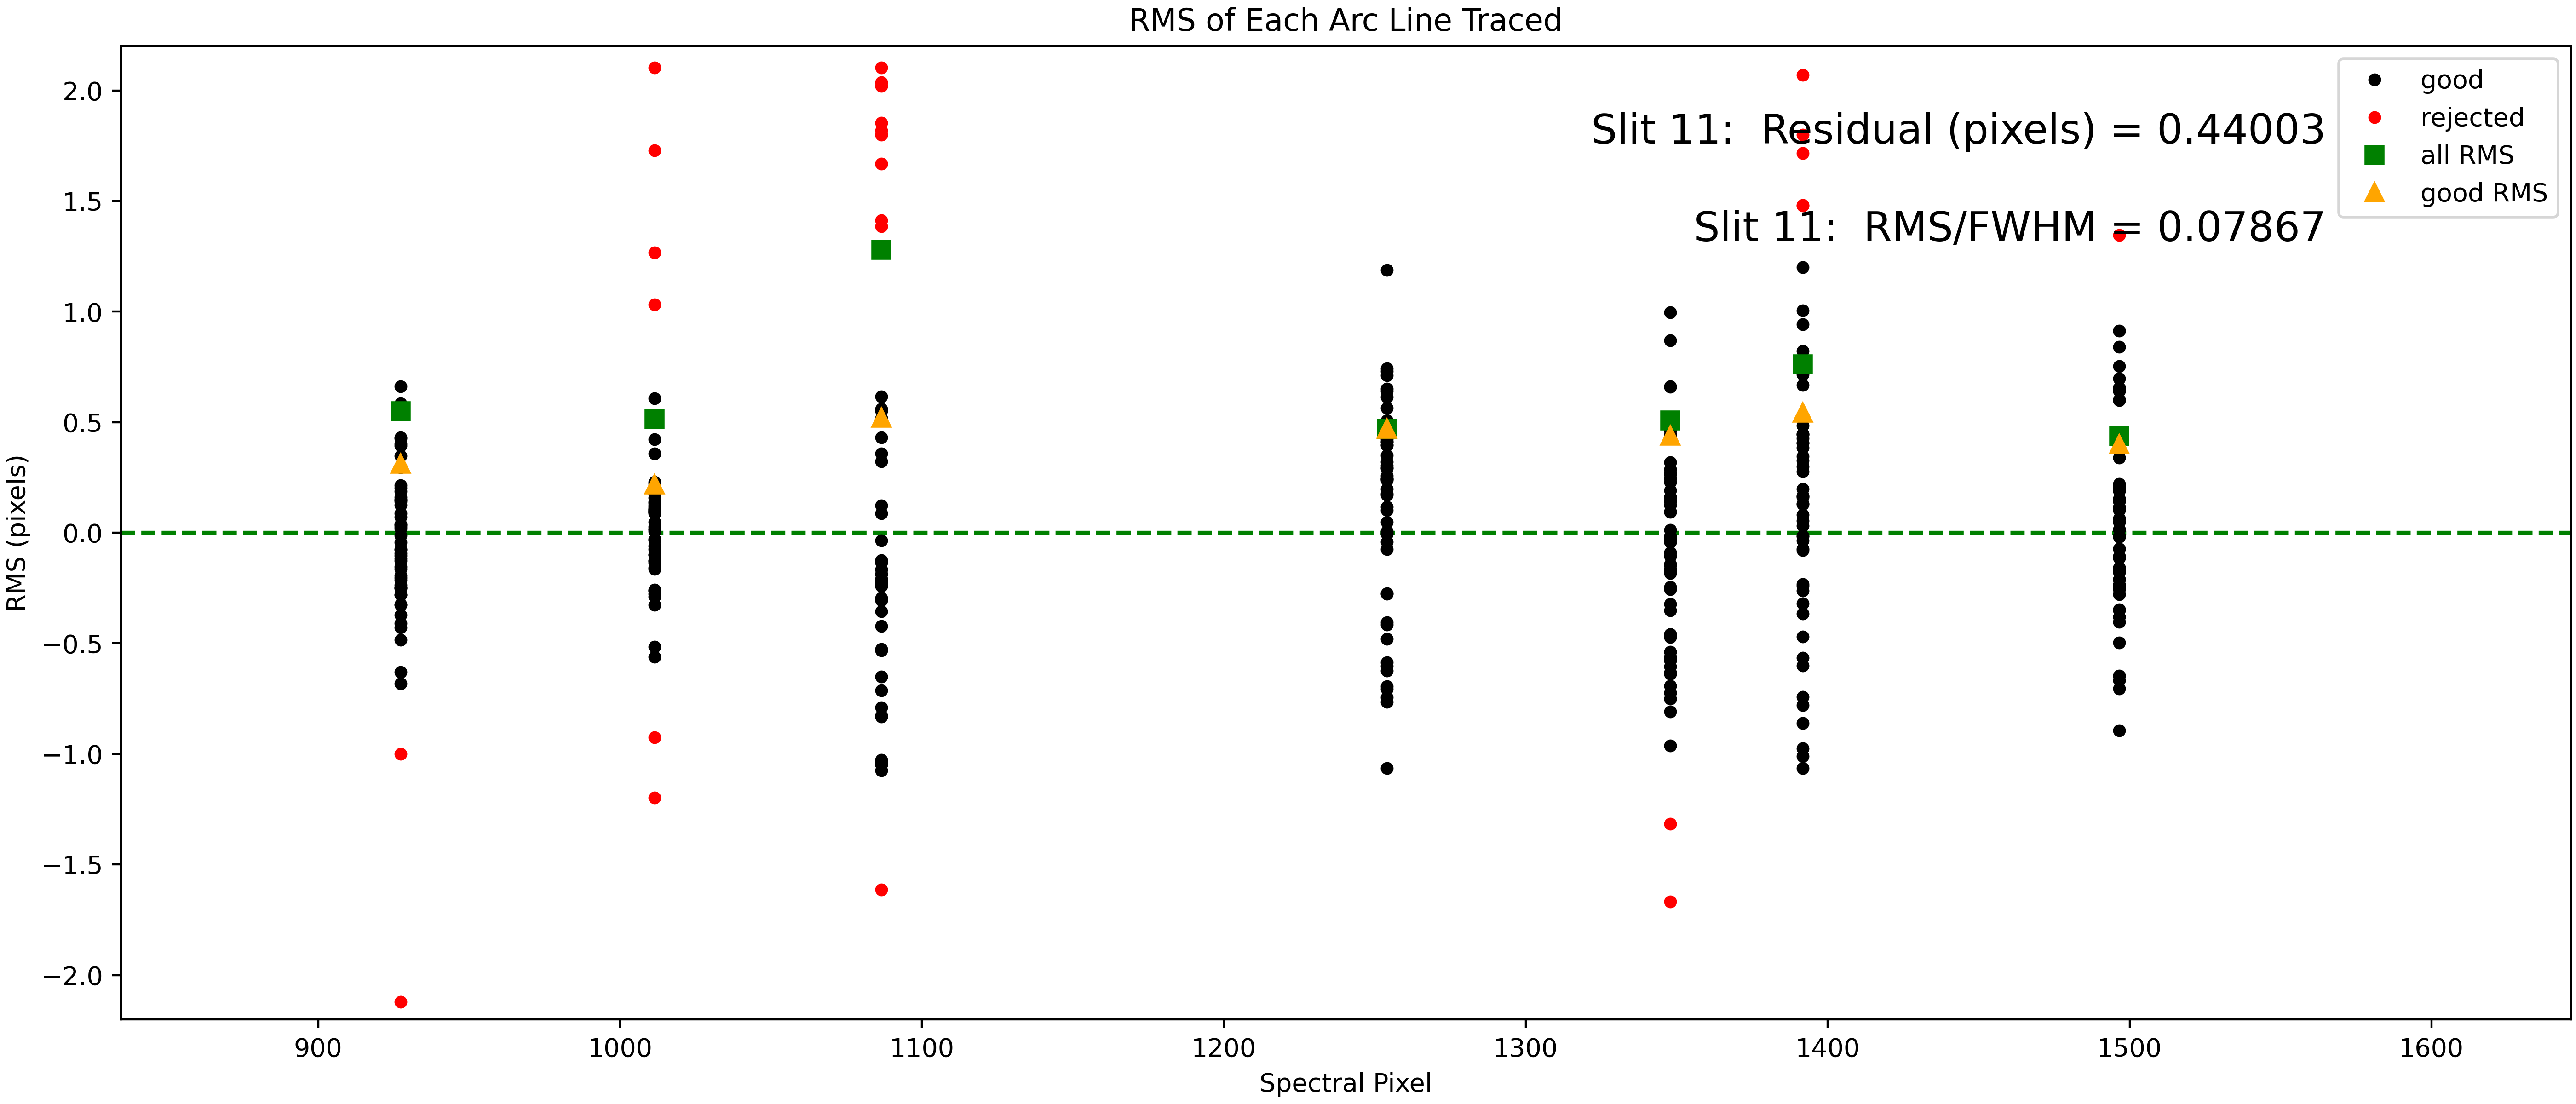 RMS of Each Arc Line Traced
good
rejected
all RMS
good RMS
Slit 11:  Residual (pixels) = 0.44003
Slit 11:  RMS/FWHM = 0.07867
RMS (pixels)
2.0
1.5
1.0
0.5
0.0
−0.5
−1.0
−1.5
−2.0
900 1000 1100 1200 1300 1400 1500 1600
Spectral Pixel